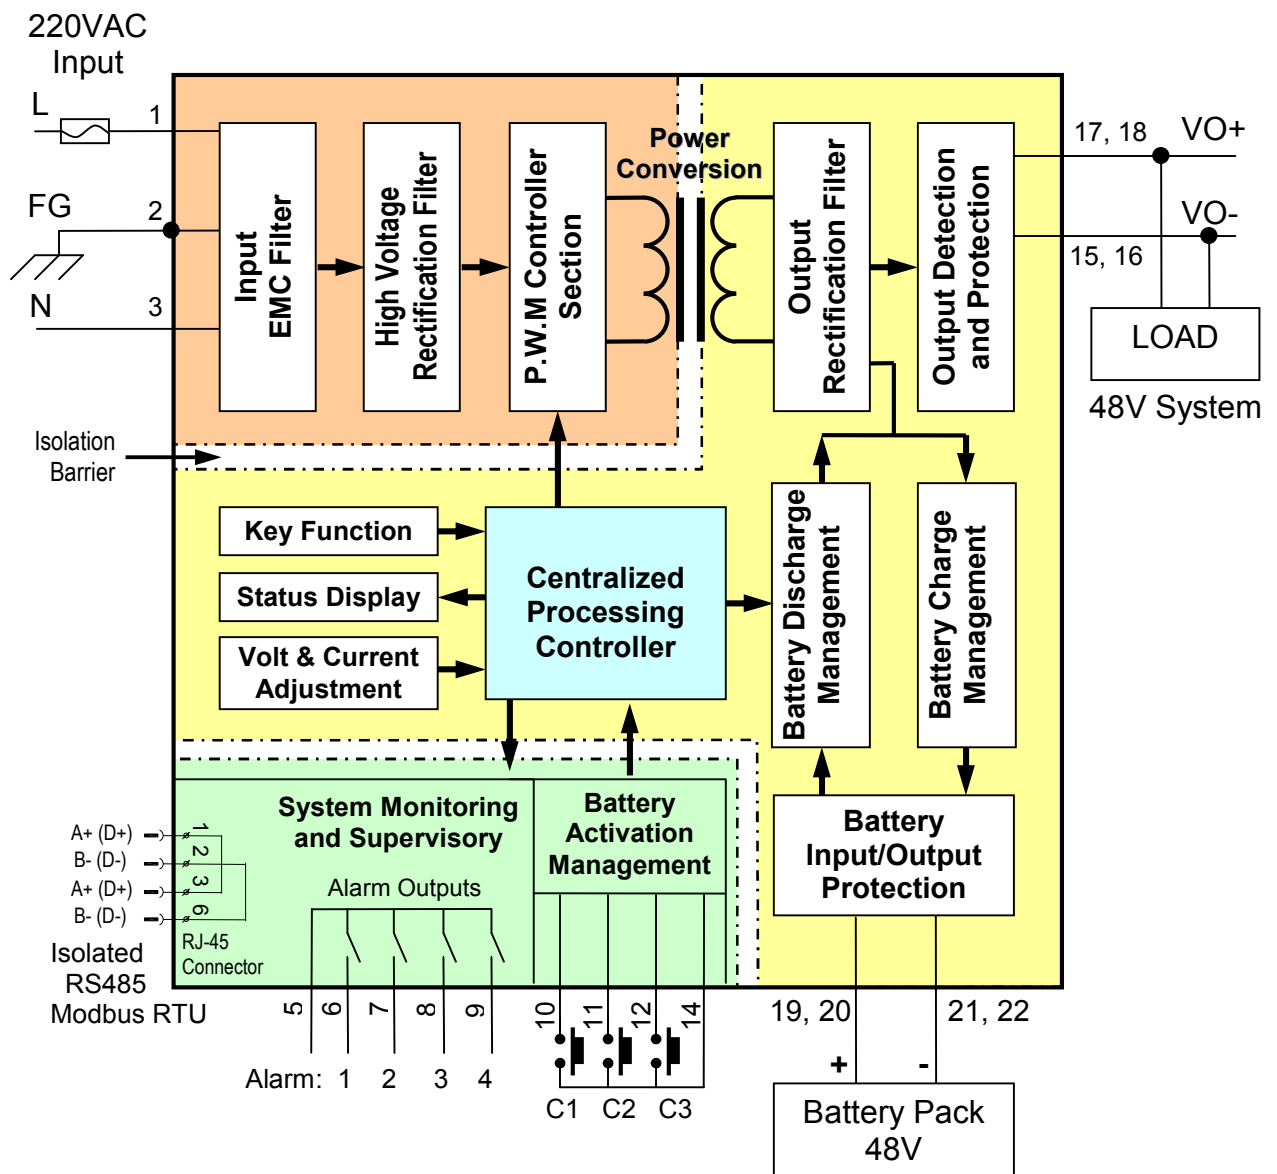 220VAC
Input
L
1
FG
2
N
3
Input
EMC Filter
High Voltage
Rectification Filter
P.W.M Controller
Section
Power
Conversion
Output
Rectification Filter
Output Detection
and Protection
17, 18
VO+
VO-
15, 16
LOAD
48V System
Isolation
Barrier
Key Function
Status Display
Volt & Current
Adjustment
Centralized
Processing
Controller
Battery Discharge
Management
Battery Charge
Management
System Monitoring
and Supervisory
Battery
Activation
Management
Battery
Input/Output
Protection
A+ (D+)
1
B- (D-)
2
A+ (D+)
3
B- (D-)
6
RJ-45
Connector
Isolated
RS485
Modbus RTU
Alarm Outputs
5
6
7
8
9
10
11
12
14
Alarm: 1 2 3 4
C1 C2 C3
19, 20
21, 22
+
-
Battery Pack
48V